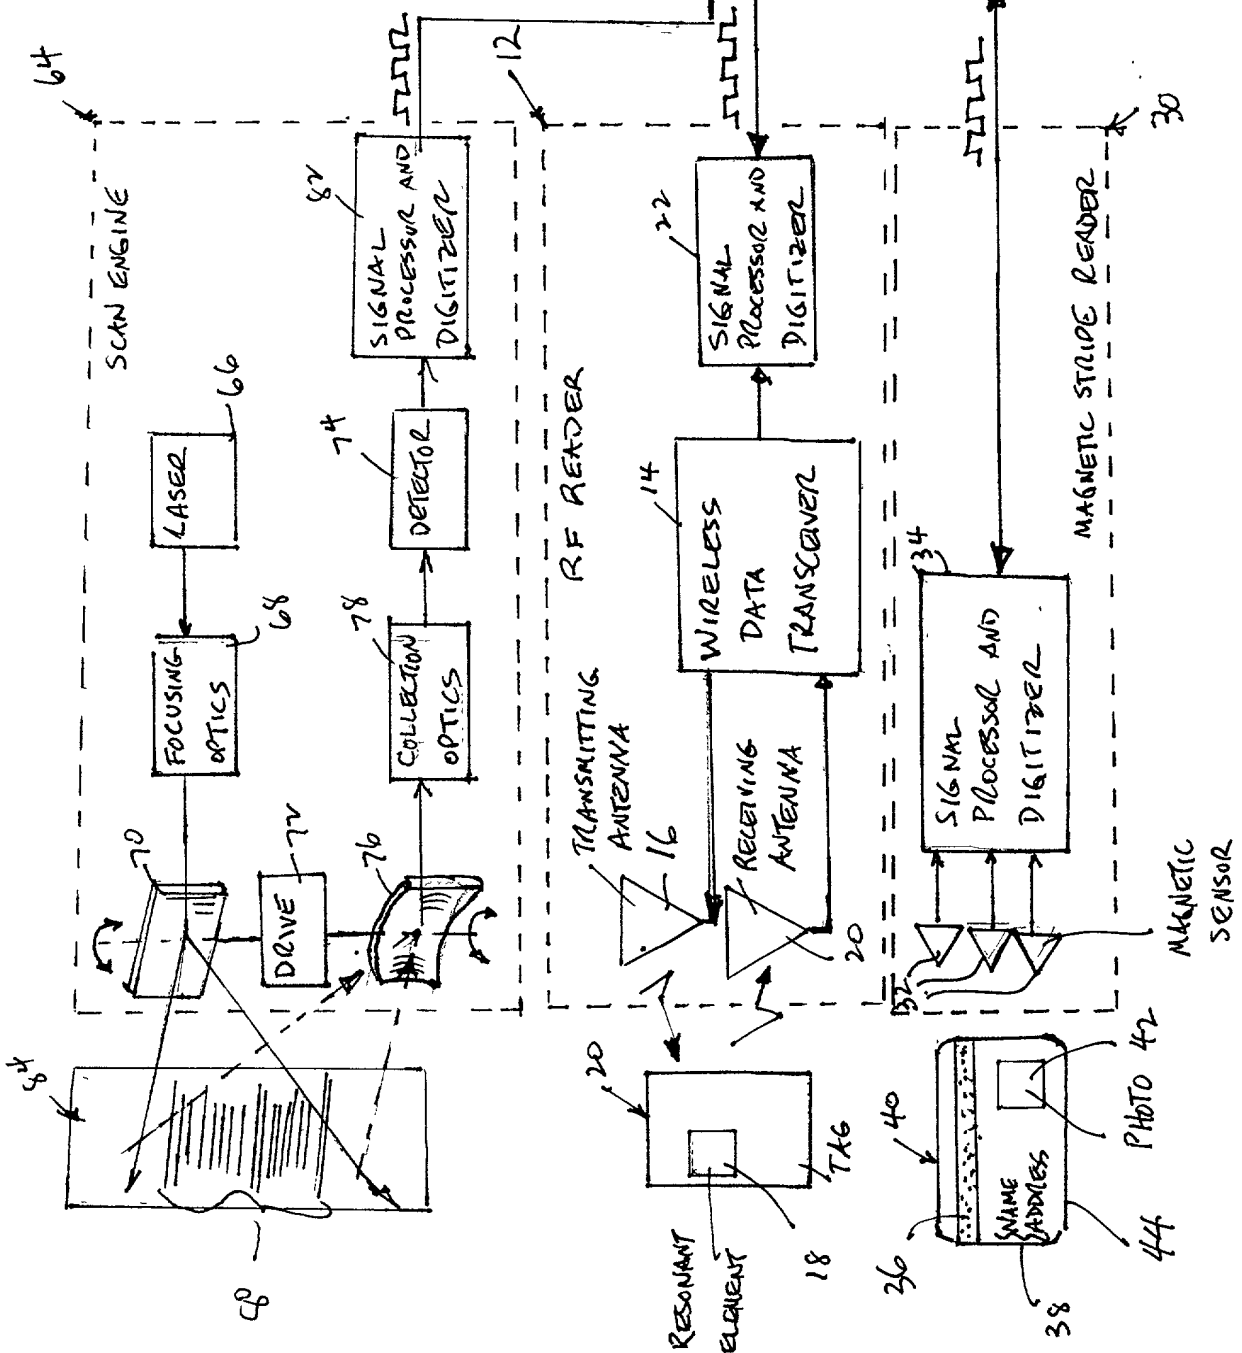 64
SCAN ENGINE
LASER
66
FOCUSING
OPTICS
68
70
DRIVE
72
76
COLLECTION
OPTICS
78
DETECTOR
74
SIGNAL
PROCESSOR AND
DIGITIZER
82
84
80
12
RF READER
TRANSMITTING
ANTENNA
16
RECEIVING
ANTENNA
20
WIRELESS
DATA
TRANSCEIVER
14
SIGNAL
PROCESSOR AND
DIGITIZER
22
20
TAG
RESONANT
ELEMENT
18
30
MAGNETIC STRIPE READER
SIGNAL
PROCESSOR AND
DIGITIZER
34
32
MAGNETIC
SENSOR
40
36
NAME
ADDRESS
38
44
PHOTO 42